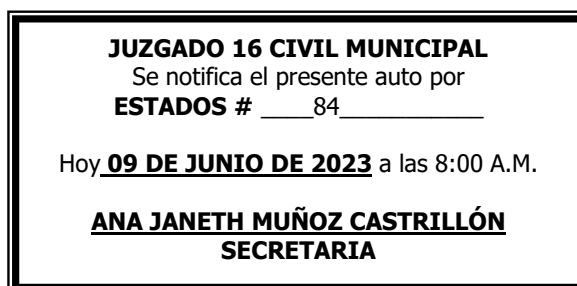 JUZGADO 16 CIVIL MUNICIPAL
Se notifica el presente auto por
ESTADOS # ____84___________
Hoy 09 DE JUNIO DE 2023 a las 8:00 A.M.
ANA JANETH MUÑOZ CASTRILLÓN
SECRETARIA